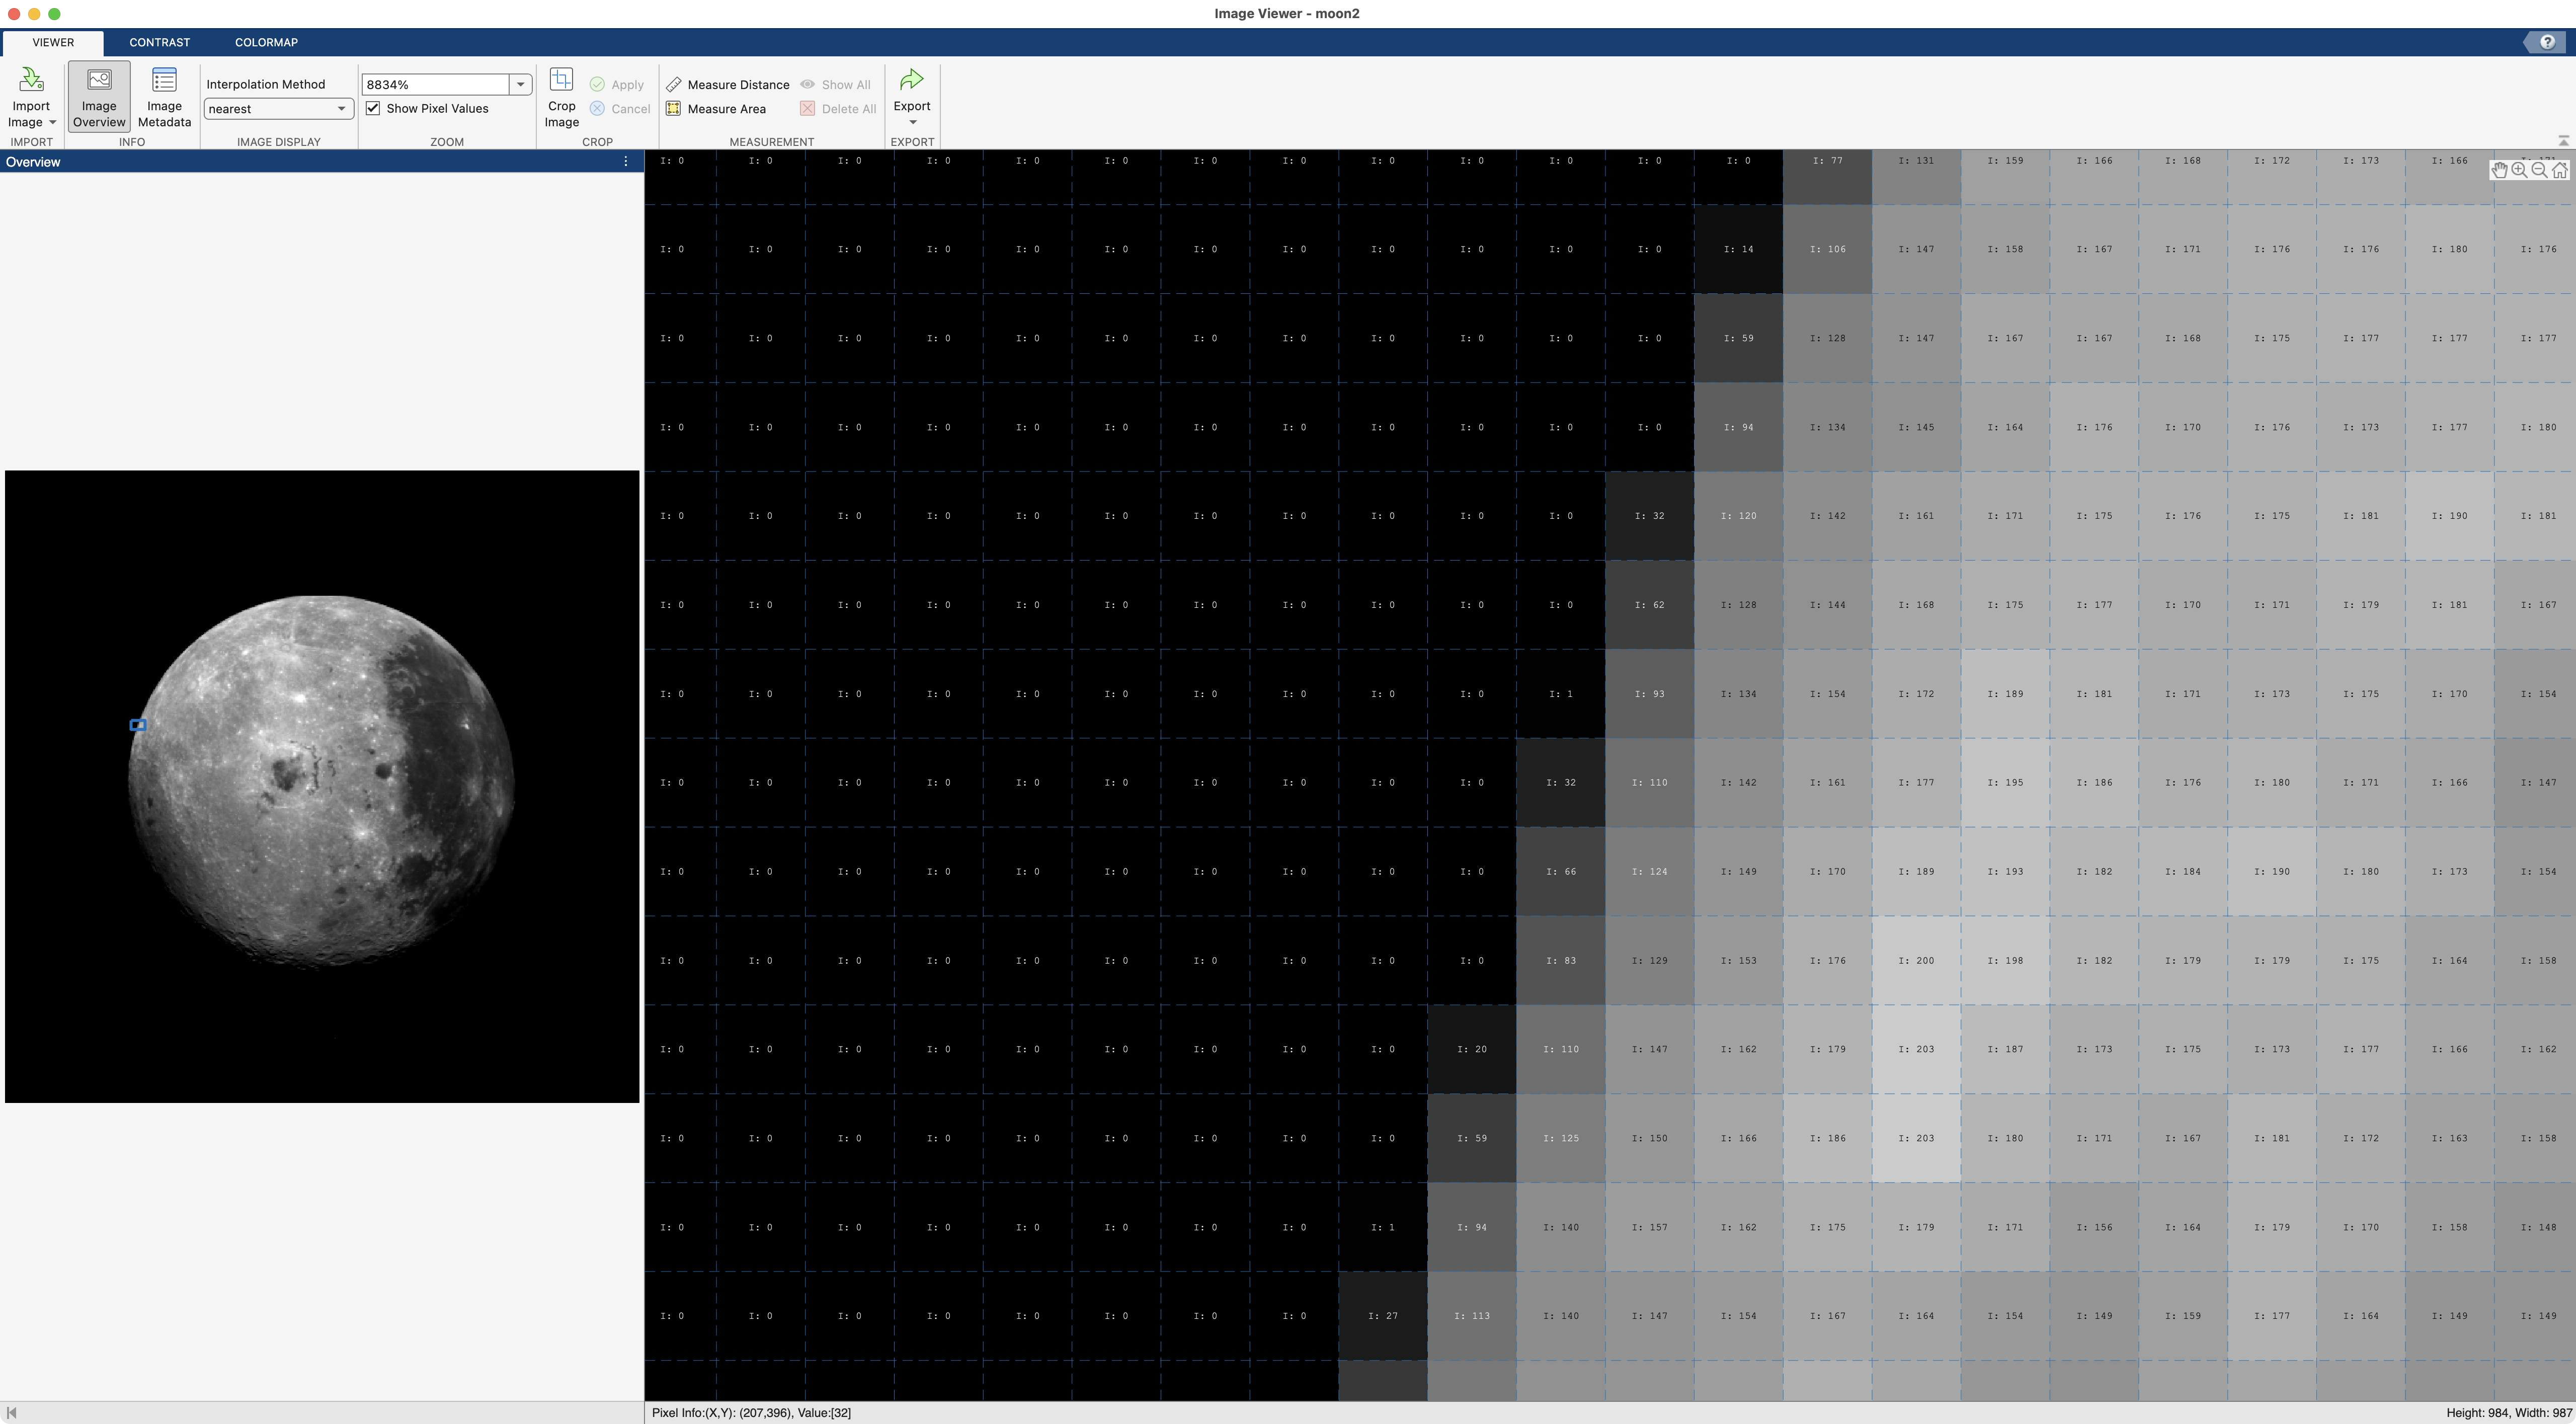 Image Viewer - moon2
VIEWER CONTRAST COLORMAP ?
Import Image
Image Overview
Image Metadata
Interpolation Method
nearest
8834%
Show Pixel Values
Crop Image
Apply
Cancel
Measure Distance
Measure Area
Show All
Delete All
Export
IMPORT INFO IMAGE DISPLAY ZOOM CROP MEASUREMENT EXPORT
Overview
I: 0 I: 0 I: 0 I: 0 I: 0 I: 0 I: 0 I: 0 I: 0 I: 0 I: 0 I: 0 I: 0 I: 77 I: 131 I: 159 I: 166 I: 168 I: 172 I: 173 I: 166
I: 0 I: 0 I: 0 I: 0 I: 0 I: 0 I: 0 I: 0 I: 0 I: 0 I: 0 I: 0 I: 14 I: 106 I: 147 I: 158 I: 167 I: 171 I: 176 I: 176 I: 180 I: 176
I: 0 I: 0 I: 0 I: 0 I: 0 I: 0 I: 0 I: 0 I: 0 I: 0 I: 0 I: 0 I: 59 I: 128 I: 147 I: 167 I: 167 I: 168 I: 175 I: 177 I: 177 I: 177
I: 0 I: 0 I: 0 I: 0 I: 0 I: 0 I: 0 I: 0 I: 0 I: 0 I: 0 I: 0 I: 94 I: 134 I: 145 I: 164 I: 176 I: 170 I: 176 I: 173 I: 177 I: 180
I: 0 I: 0 I: 0 I: 0 I: 0 I: 0 I: 0 I: 0 I: 0 I: 0 I: 0 I: 32 I: 120 I: 142 I: 161 I: 171 I: 175 I: 176 I: 175 I: 181 I: 190 I: 181
I: 0 I: 0 I: 0 I: 0 I: 0 I: 0 I: 0 I: 0 I: 0 I: 0 I: 0 I: 62 I: 128 I: 144 I: 168 I: 175 I: 177 I: 170 I: 171 I: 179 I: 181 I: 167
I: 0 I: 0 I: 0 I: 0 I: 0 I: 0 I: 0 I: 0 I: 0 I: 0 I: 1 I: 93 I: 134 I: 154 I: 172 I: 189 I: 181 I: 171 I: 173 I: 175 I: 170 I: 154
I: 0 I: 0 I: 0 I: 0 I: 0 I: 0 I: 0 I: 0 I: 0 I: 0 I: 32 I: 110 I: 142 I: 161 I: 177 I: 195 I: 186 I: 176 I: 180 I: 171 I: 166 I: 147
I: 0 I: 0 I: 0 I: 0 I: 0 I: 0 I: 0 I: 0 I: 0 I: 0 I: 66 I: 124 I: 149 I: 170 I: 189 I: 193 I: 182 I: 184 I: 190 I: 180 I: 173 I: 154
I: 0 I: 0 I: 0 I: 0 I: 0 I: 0 I: 0 I: 0 I: 0 I: 0 I: 83 I: 129 I: 153 I: 176 I: 200 I: 198 I: 182 I: 179 I: 179 I: 175 I: 164 I: 158
I: 0 I: 0 I: 0 I: 0 I: 0 I: 0 I: 0 I: 0 I: 0 I: 20 I: 110 I: 147 I: 162 I: 179 I: 203 I: 187 I: 173 I: 175 I: 173 I: 177 I: 166 I: 162
I: 0 I: 0 I: 0 I: 0 I: 0 I: 0 I: 0 I: 0 I: 0 I: 59 I: 125 I: 150 I: 166 I: 186 I: 203 I: 180 I: 171 I: 167 I: 181 I: 172 I: 163 I: 158
I: 0 I: 0 I: 0 I: 0 I: 0 I: 0 I: 0 I: 0 I: 1 I: 94 I: 140 I: 157 I: 162 I: 175 I: 179 I: 171 I: 156 I: 164 I: 179 I: 170 I: 158 I: 148
I: 0 I: 0 I: 0 I: 0 I: 0 I: 0 I: 0 I: 0 I: 27 I: 113 I: 140 I: 147 I: 154 I: 167 I: 164 I: 154 I: 149 I: 159 I: 177 I: 164 I: 149 I: 149
Pixel Info:(X,Y): (207,396), Value:[32] Height: 984, Width: 987